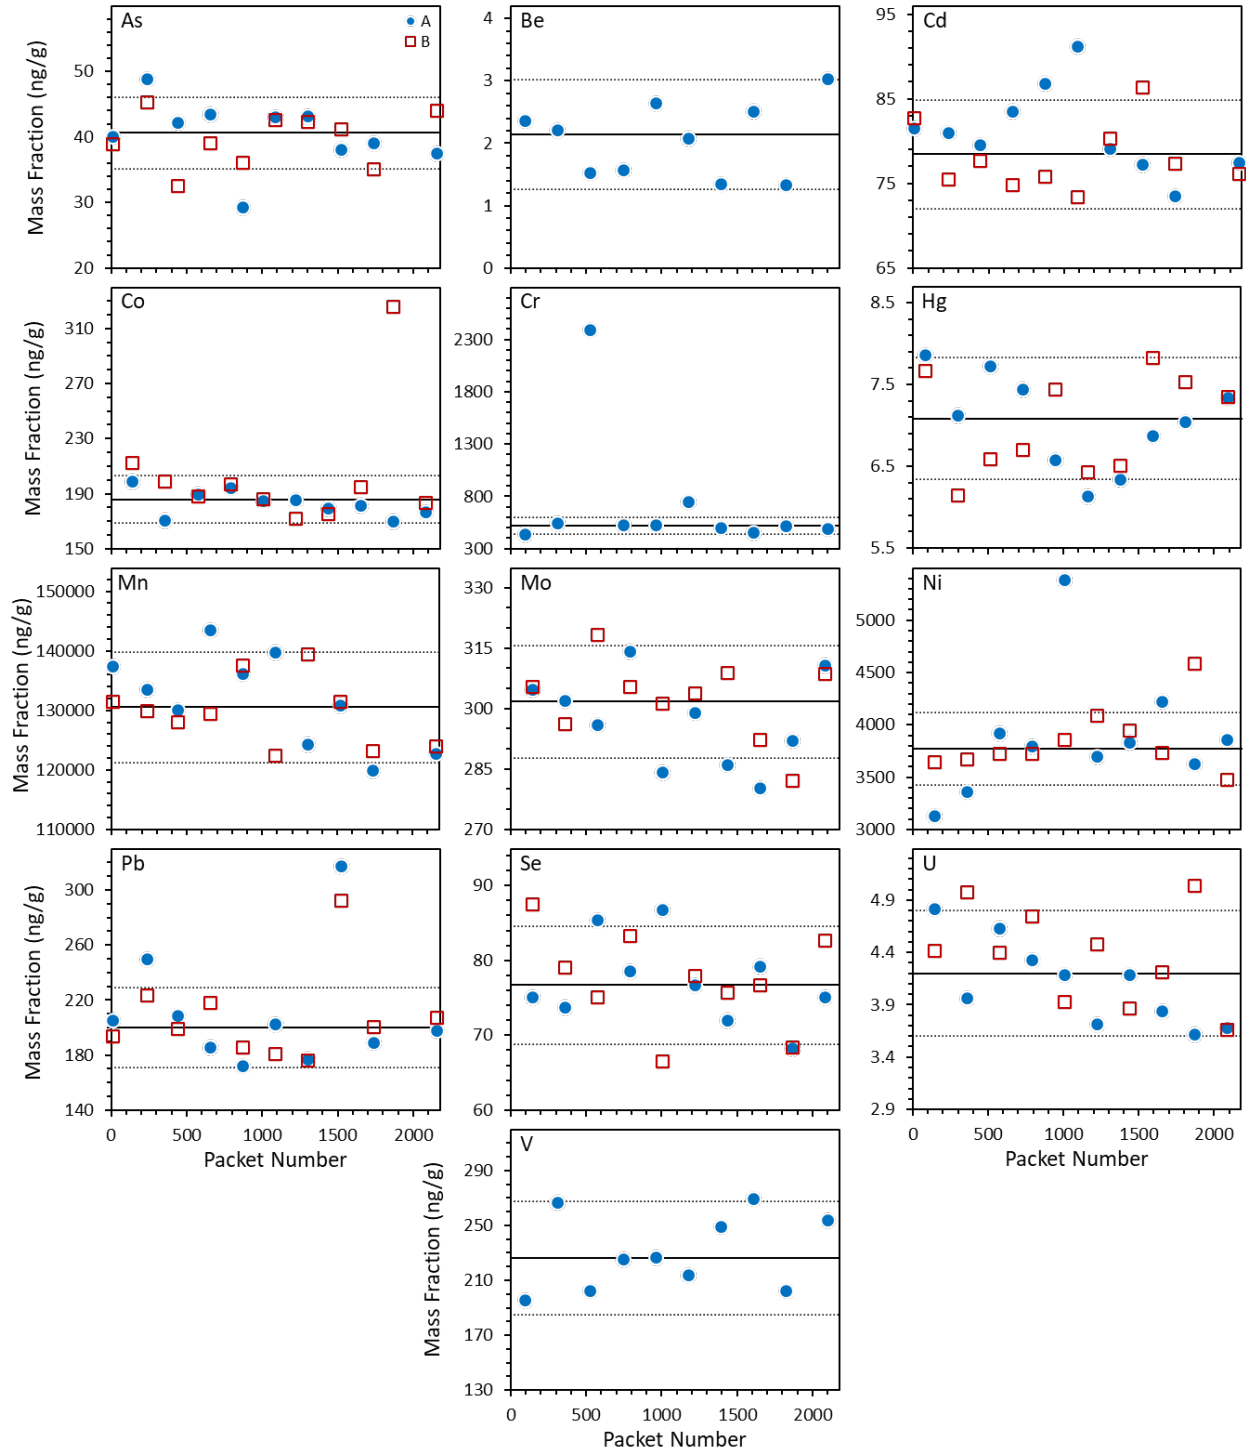 As
A
B
Mass Fraction (ng/g)
50
40
30
20
Be
4
3
2
1
0
Cd
95
85
75
65
Co
Mass Fraction (ng/g)
310
270
230
190
150
Cr
2300
1800
1300
800
300
Hg
8.5
7.5
6.5
5.5
Mn
Mass Fraction (ng/g)
150000
140000
130000
120000
110000
Mo
330
315
300
285
270
Ni
5000
4500
4000
3500
3000
Pb
Mass Fraction (ng/g)
300
260
220
180
140
0 500 1000 1500 2000
Packet Number
Se
90
80
70
60
U
4.9
4.4
3.9
3.4
2.9
0 500 1000 1500 2000
Packet Number
V
Mass Fraction (ng/g)
290
250
210
170
130
0 500 1000 1500 2000
Packet Number